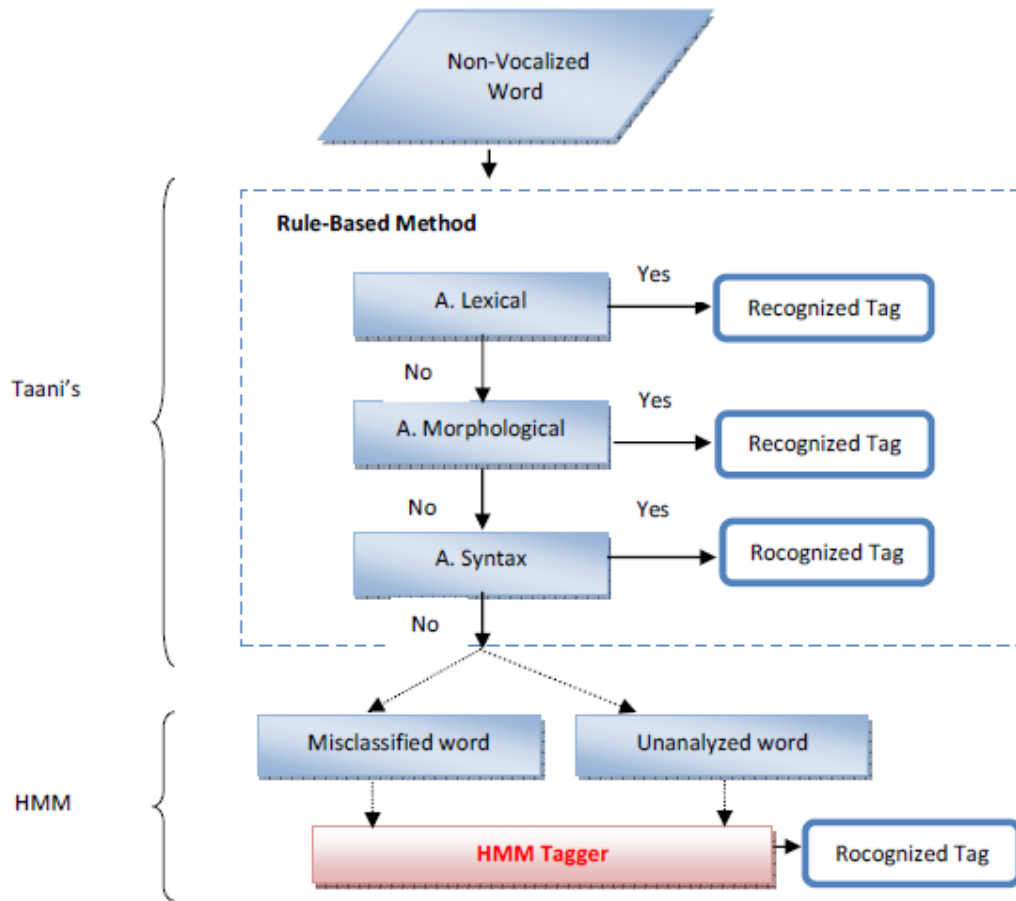 Non-Vocalized
Word
Rule-Based Method
Yes
A. Lexical
Recognized Tag
No
Taani's
Yes
A. Morphological
Recognized Tag
No
Yes
A. Syntax
Rocognized Tag
No
Misclassified word
Unanalyzed word
HMM
HMM Tagger
Rocognized Tag